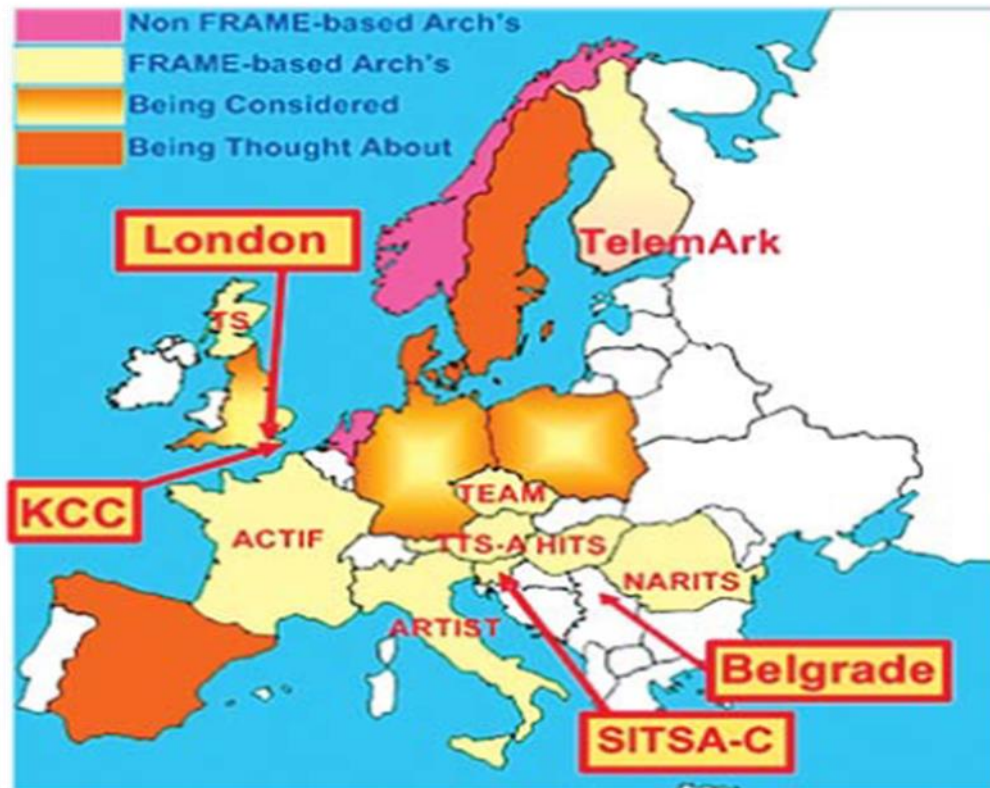 Non FRAME-based Arch's
FRAME-based Arch's
Being Considered
Being Thought About
London
TelemArk
TS
KCC
TEAM
ACTIF
TTS-A HITS
NARITS
ARTIST
Belgrade
SITSA-C